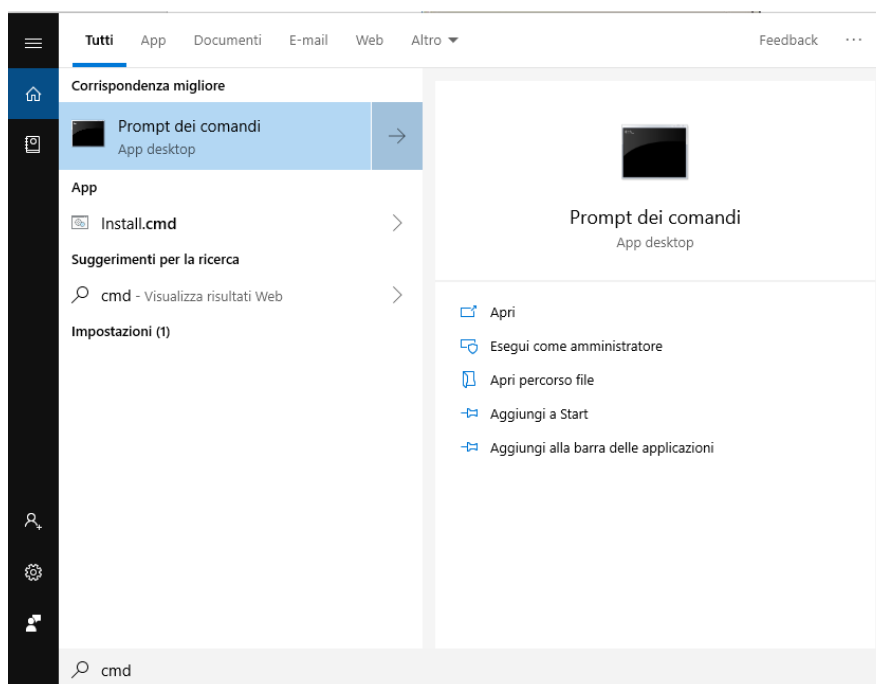 Tutti App Documenti E-mail Web Altro Feedback ...
Corrispondenza migliore
Prompt dei comandi
App desktop
App
Install.cmd
Suggerimenti per la ricerca
cmd - Visualizza risultati Web
Impostazioni (1)
Prompt dei comandi
App desktop
Apri
Esegui come amministratore
Apri percorso file
Aggiungi a Start
Aggiungi alla barra delle applicazioni
cmd